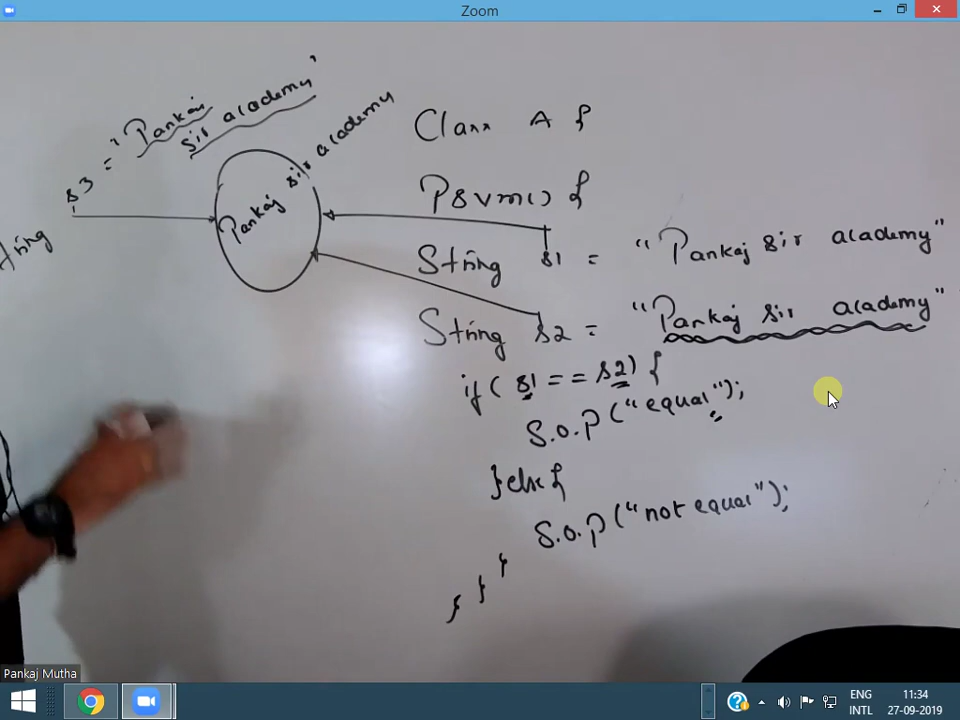 Zoom
s3 = "Pankaj
sir academy"
Pankaj sir academy
String
Class A {
Psvm() {
String s1 = "Pankaj sir academy"
String s2 = "Pankaj sir academy"
if( s1 == s2) {
S.o.p("equal");
}else{
S.o.p("not equal");
}
}
}
Pankaj Mutha
ENG
INTL
11:34
27-09-2019